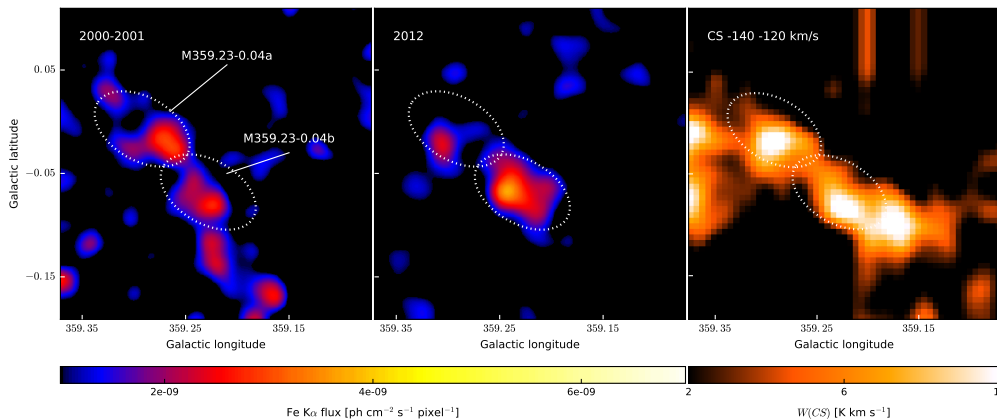 2000-2001
M359.23-0.04a
M359.23-0.04b
2012
CS -140 -120 km/s
0.05
−0.05
−0.15
Galactic latitude
359.35 359.25 359.15
Galactic longitude
359.35 359.25 359.15
Galactic longitude
359.35 359.25 359.15
Galactic longitude
2e-09 4e-09 6e-09
Fe Kα flux [ph cm⁻² s⁻¹ pixel⁻¹]
2 6
W(CS) [K km s⁻¹]